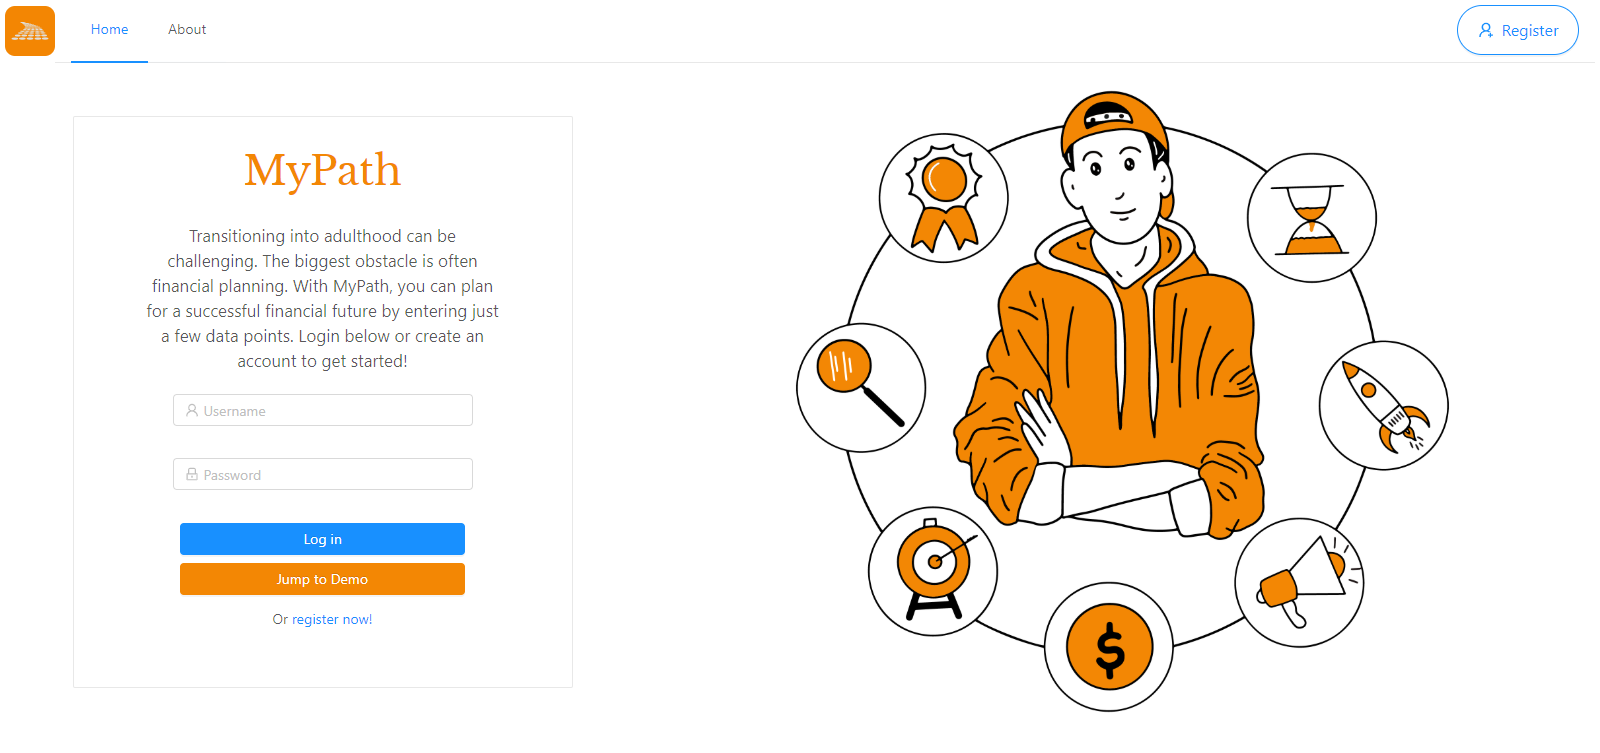 Home
About
Register
MyPath
Transitioning into adulthood can be
challenging. The biggest obstacle is often
financial planning. With MyPath, you can plan
for a successful financial future by entering just
a few data points. Login below or create an
account to get started!
Username
Password
Log in
Jump to Demo
Or register now!
$